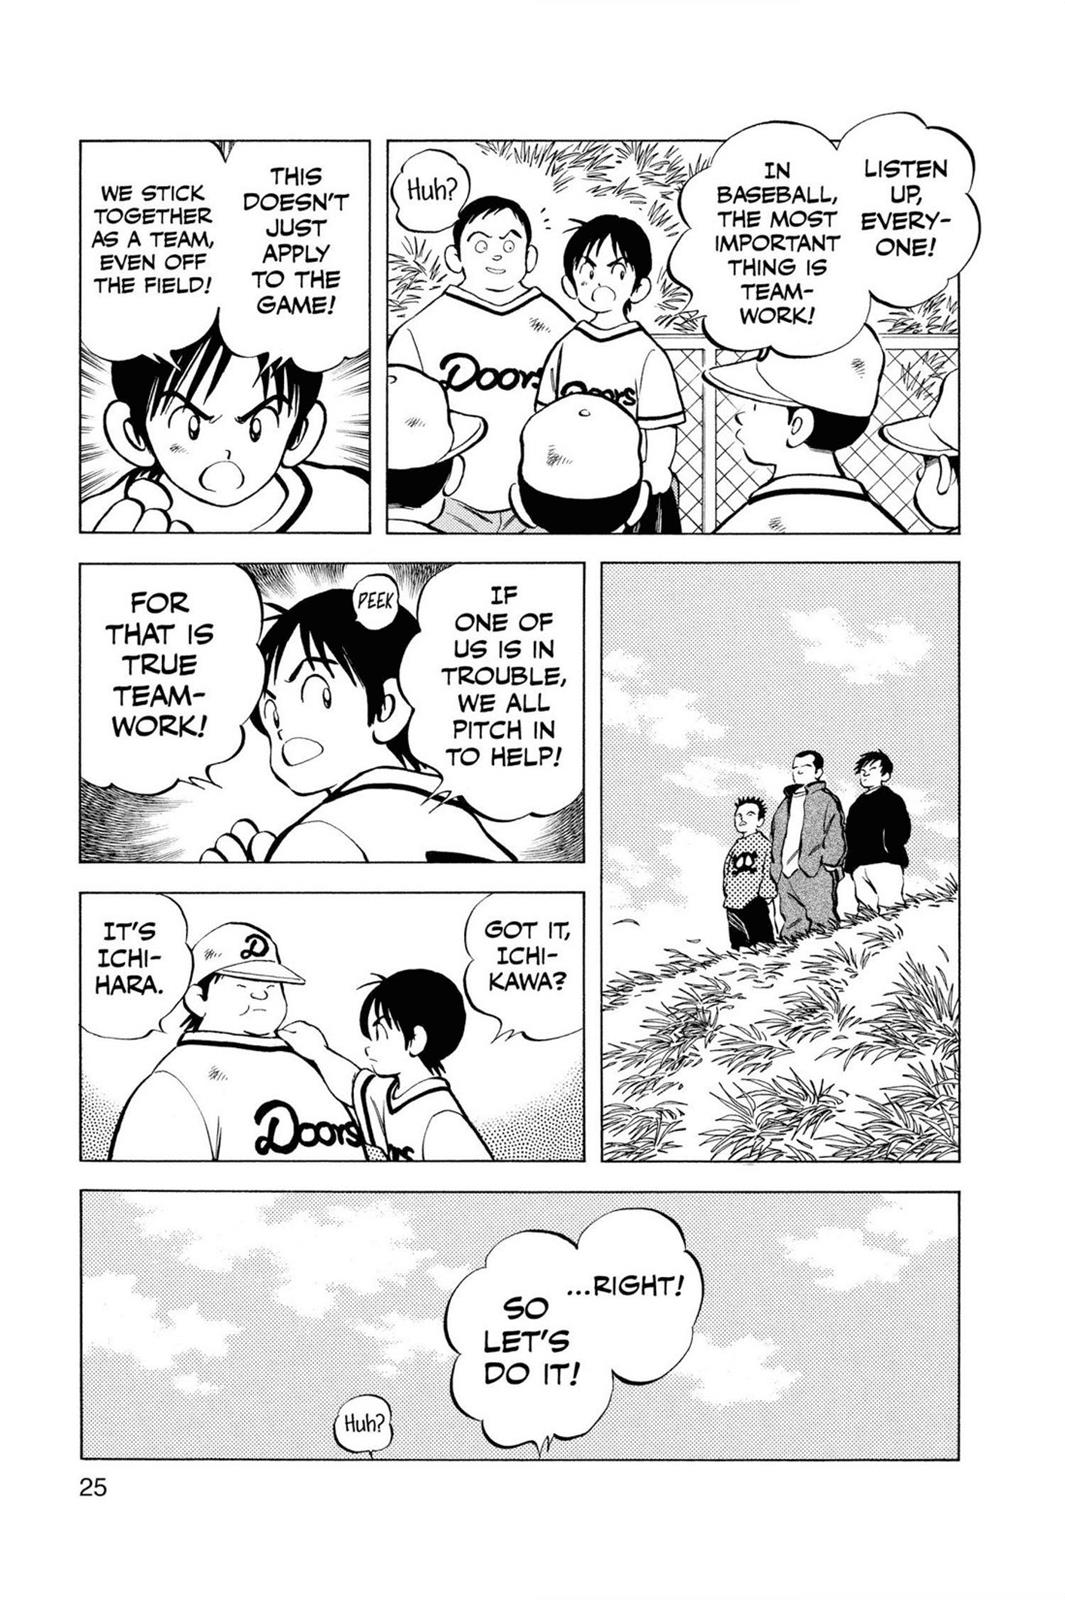 LISTEN
UP,
EVERY-
ONE!
IN
BASEBALL,
THE MOST
IMPORTANT
THING IS
TEAM-
WORK!
Huh?
Doors
Doors
THIS
DOESN'T
JUST
APPLY
TO THE
GAME!
WE STICK
TOGETHER
AS A TEAM,
EVEN OFF
THE FIELD!
IF
ONE OF
US IS IN
TROUBLE,
WE ALL
PITCH IN
TO HELP!
PEEK
FOR
THAT IS
TRUE
TEAM-
WORK!
GOT IT,
ICHI-
KAWA?
IT'S
ICHI-
HARA.
D
Doors
ors
...RIGHT!
SO
LET'S
DO IT!
Huh?
25